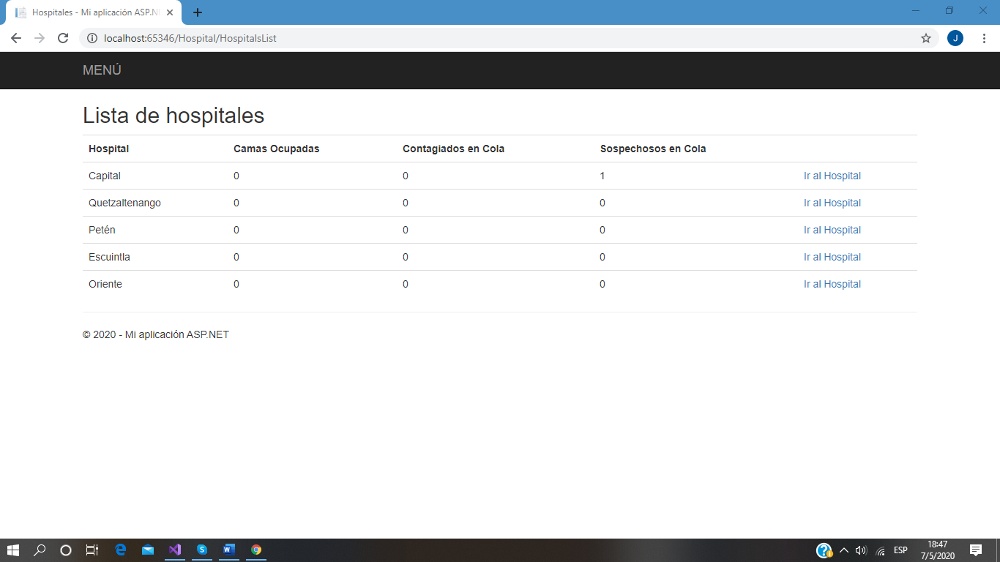 Hospitales - Mi aplicación ASP.N
localhost:65346/Hospital/HospitalsList
J
MENÚ
Lista de hospitales
Hospital Camas Ocupadas Contagiados en Cola Sospechosos en Cola
Capital 0 0 1 Ir al Hospital
Quetzaltenango 0 0 0 Ir al Hospital
Petén 0 0 0 Ir al Hospital
Escuintla 0 0 0 Ir al Hospital
Oriente 0 0 0 Ir al Hospital
© 2020 - Mi aplicación ASP.NET
ESP
18:47
7/5/2020